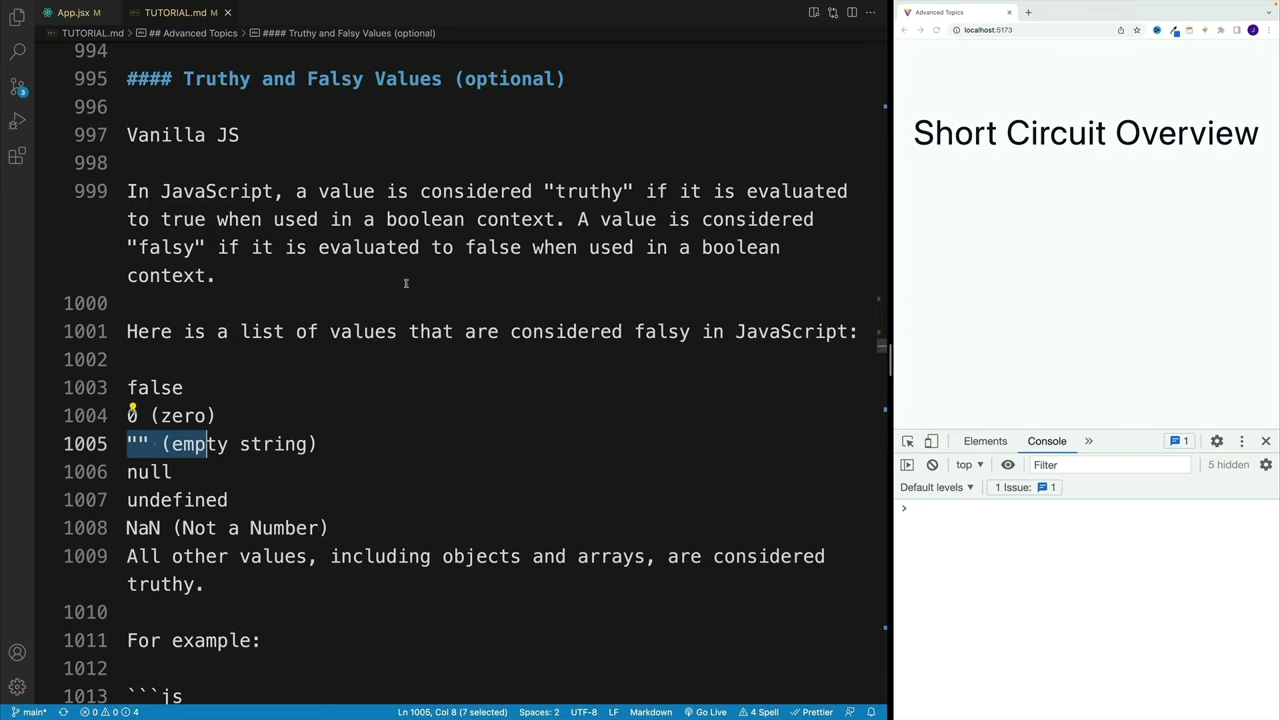 App.jsx M
TUTORIAL.md M
TUTORIAL.md > ## Advanced Topics > #### Truthy and Falsy Values (optional)
994
995 #### Truthy and Falsy Values (optional)
996
997 Vanilla JS
998
999 In JavaScript, a value is considered "truthy" if it is evaluated
to true when used in a boolean context. A value is considered
"falsy" if it is evaluated to false when used in a boolean
context.
1000
1001 Here is a list of values that are considered falsy in JavaScript:
1002
1003 false
1004 0 (zero)
1005 "" (empty string)
1006 null
1007 undefined
1008 NaN (Not a Number)
1009 All other values, including objects and arrays, are considered
truthy.
1010
1011 For example:
1012
1013 ```js
3
main* 0 0 4 Ln 1005, Col 8 (7 selected) Spaces: 2 UTF-8 LF Markdown Go Live 4 Spell Prettier
Advanced Topics
localhost:5173
J
Short Circuit Overview
Elements Console » 1
top Filter 5 hidden
Default levels 1 Issue: 1